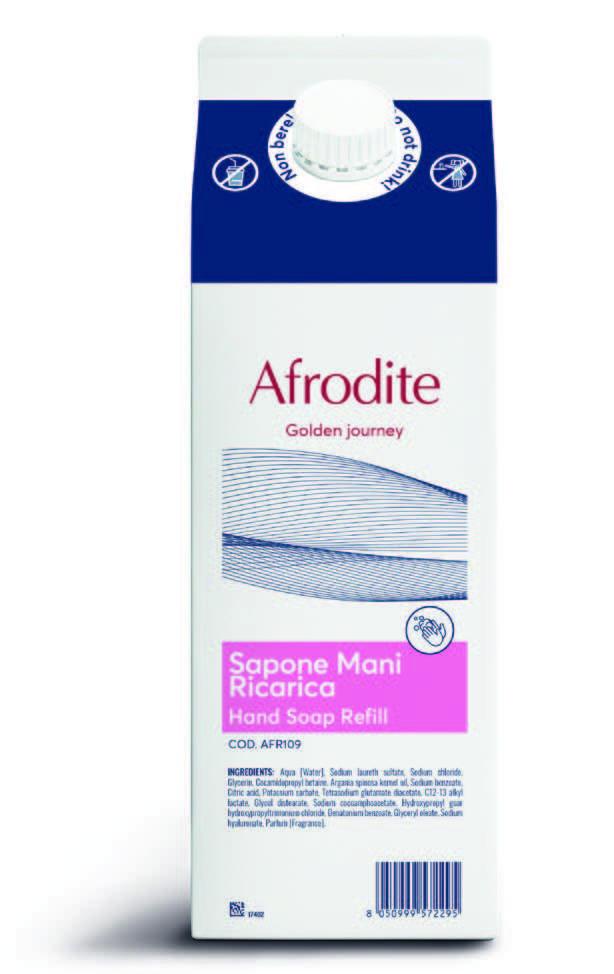 Non bere!
Do not drink!
Afrodite
Golden journey
Sapone Mani
Ricarica
Hand Soap Refill
COD. AFR109
INGREDIENTS: Aqua [Water], Sodium laureth sulfate, Sodium chloride,
Glycerin, Cocamidopropyl betaine, Argania spinosa kernel oil, Sodium benzoate,
Citric acid, Potassium sorbate, Tetrasodium glutamate diacetate, C12-13 alkyl
lactate, Glycol distearate, Sodium cocoamphoacetate, Hydroxypropyl guar
hydroxypropyltrimonium chloride, Denatonium benzoate, Glyceryl oleate, Sodium
hyaluronate, Parfum [Fragrance].
17402
8 050999 572295